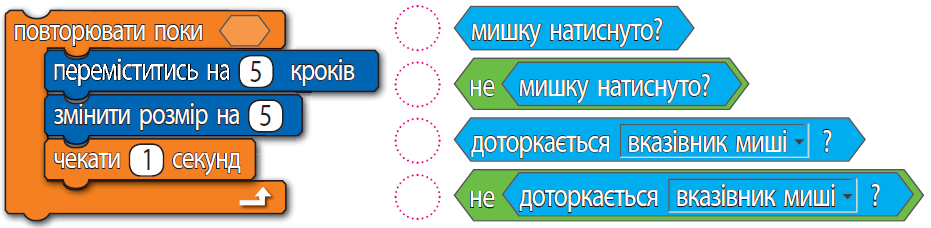 повторювати поки
переміститись на 5 кроків
змінити розмір на 5
чекати 1 секунд
мишку натиснуто?
не мишку натиснуто?
доторкається вказівник миші ?
не доторкається вказівник миші ?